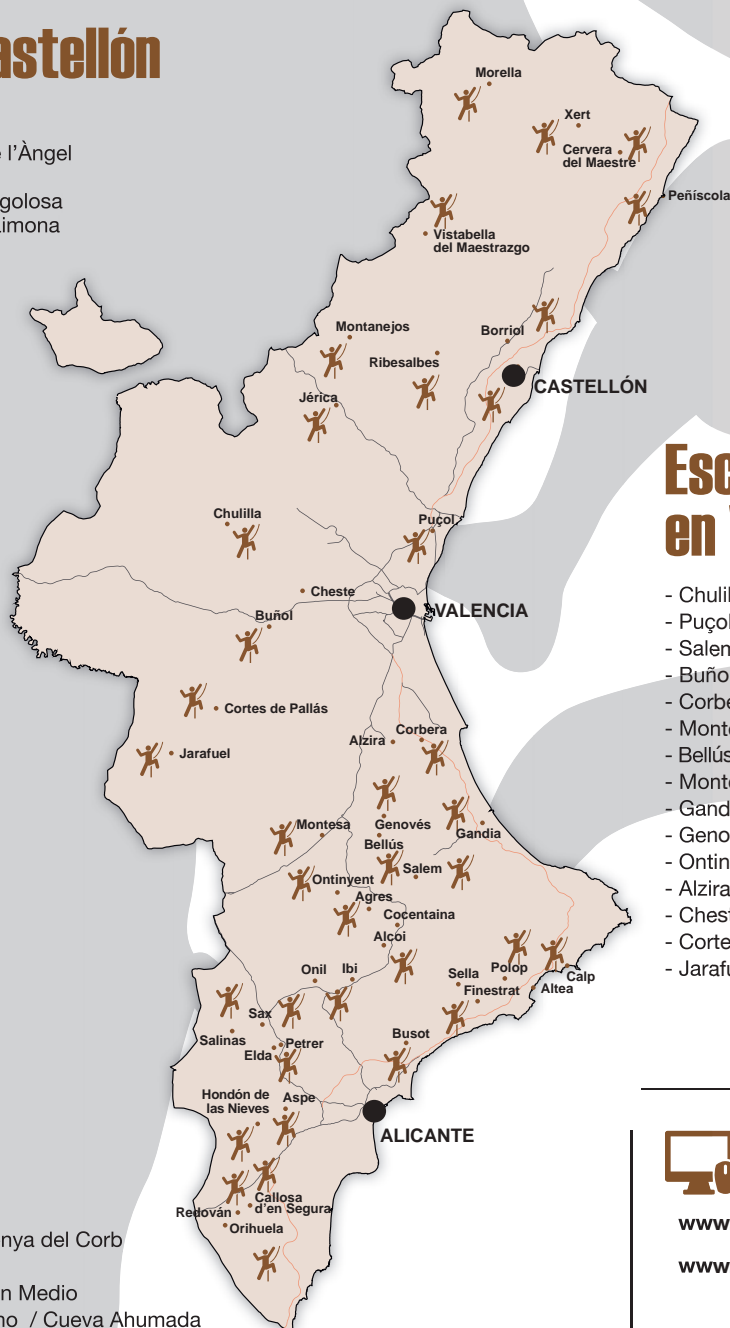 astellón
e l’Àngel
golosa
imona
Morella
Xert
Cervera
del Maestre
Peñíscola
Vistabella
del Maestrazgo
Montanejos
Borriol
Ribesalbes
CASTELLÓN
Jérica
Esc
en
Chulilla
Puçol
Cheste
VALENCIA
Buñol
Cortes de Pallás
Jarafuel
Corbera
Alzira
- Chulil
- Puçol
- Salem
- Buño
- Corbe
- Monte
- Bellús
- Monte
- Gand
- Geno
- Ontin
- Alzira
- Chest
- Corte
- Jarafu
Montesa
Genovés
Gandia
Bellús
Salem
Ontinyent
Agres
Cocentaina
Alcoi
Onil
Ibi
Sella
Polop
Calp
Finestrat
Altea
Sax
Salinas
Elda
Petrer
Busot
Hondón de
las Nieves
Aspe
ALICANTE
Callosa
d’en Segura
Redován
Orihuela
www
www
nya del Corb
n Medio
no / Cueva Ahumada